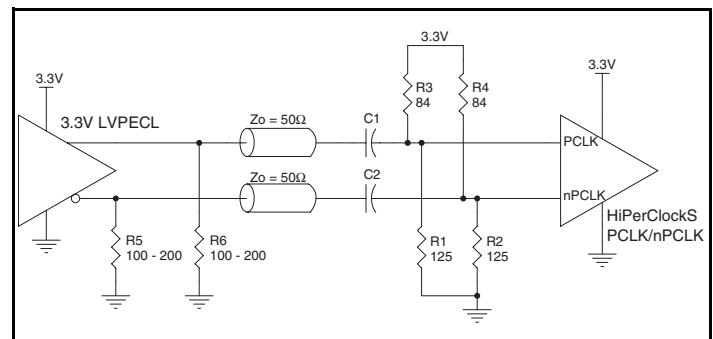 3.3V
3.3V LVPECL
R5
100 - 200
R6
100 - 200
Zo = 50Ω
Zo = 50Ω
C1
C2
3.3V
R3
84
R4
84
R1
125
R2
125
3.3V
PCLK
nPCLK
HiPerClockS
PCLK/nPCLK